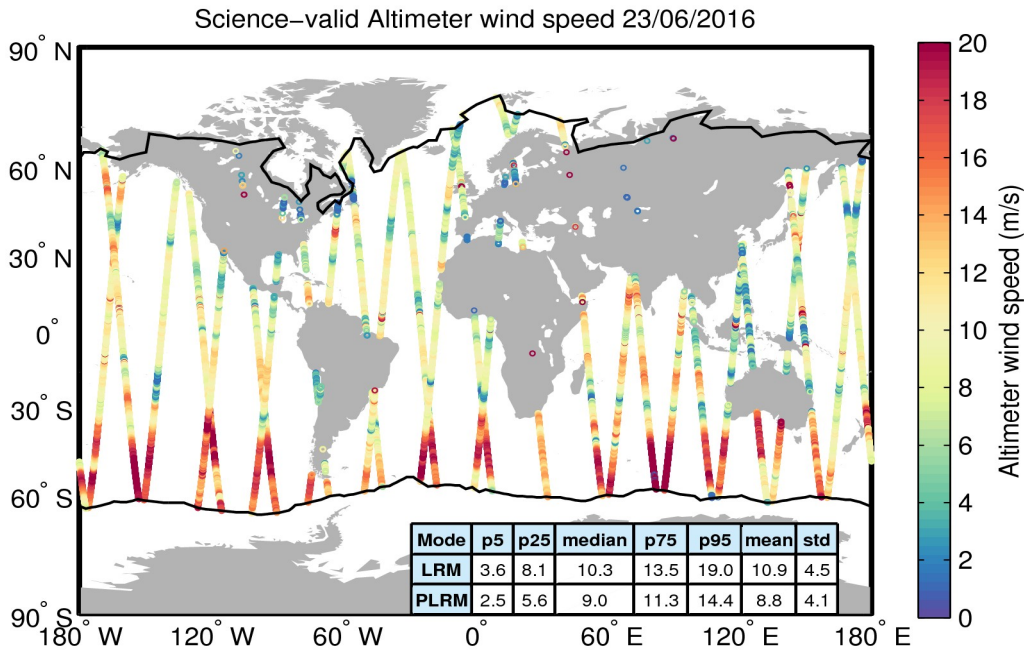 Science-valid Altimeter wind speed 23/06/2016
90° N
60° N
30° N
0°
30° S
60° S
90° S
180° W
120° W
60° W
0°
60° E
120° E
180° E
Mode p5 p25 median p75 p95 mean std
LRM 3.6 8.1 10.3 13.5 19.0 10.9 4.5
PLRM 2.5 5.6 9.0 11.3 14.4 8.8 4.1
20
18
16
14
12
10
8
6
4
2
0
Altimeter wind speed (m/s)